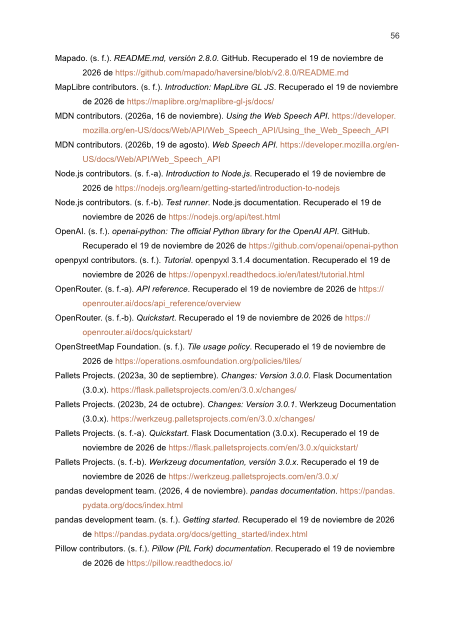 56
Mapado. (s. f.). README.md, versión 2.8.0. GitHub. Recuperado el 19 de noviembre de
2026 de https://github.com/mapado/haversine/blob/v2.8.0/README.md
MapLibre contributors. (s. f.). Introduction: MapLibre GL JS. Recuperado el 19 de noviembre
de 2026 de https://maplibre.org/maplibre-gl-js/docs/
MDN contributors. (2026a, 16 de noviembre). Using the Web Speech API. https://developer.
mozilla.org/en-US/docs/Web/API/Web_Speech_API/Using_the_Web_Speech_API
MDN contributors. (2026b, 19 de agosto). Web Speech API. https://developer.mozilla.org/en-
US/docs/Web/API/Web_Speech_API
Node.js contributors. (s. f.-a). Introduction to Node.js. Recuperado el 19 de noviembre de
2026 de https://nodejs.org/learn/getting-started/introduction-to-nodejs
Node.js contributors. (s. f.-b). Test runner. Node.js documentation. Recuperado el 19 de
noviembre de 2026 de https://nodejs.org/api/test.html
OpenAI. (s. f.). openai-python: The official Python library for the OpenAI API. GitHub.
Recuperado el 19 de noviembre de 2026 de https://github.com/openai/openai-python
openpyxl contributors. (s. f.). Tutorial. openpyxl 3.1.4 documentation. Recuperado el 19 de
noviembre de 2026 de https://openpyxl.readthedocs.io/en/latest/tutorial.html
OpenRouter. (s. f.-a). API reference. Recuperado el 19 de noviembre de 2026 de https://
openrouter.ai/docs/api_reference/overview
OpenRouter. (s. f.-b). Quickstart. Recuperado el 19 de noviembre de 2026 de https://
openrouter.ai/docs/quickstart/
OpenStreetMap Foundation. (s. f.). Tile usage policy. Recuperado el 19 de noviembre de
2026 de https://operations.osmfoundation.org/policies/tiles/
Pallets Projects. (2023a, 30 de septiembre). Changes: Version 3.0.0. Flask Documentation
(3.0.x). https://flask.palletsprojects.com/en/3.0.x/changes/
Pallets Projects. (2023b, 24 de octubre). Changes: Version 3.0.1. Werkzeug Documentation
(3.0.x). https://werkzeug.palletsprojects.com/en/3.0.x/changes/
Pallets Projects. (s. f.-a). Quickstart. Flask Documentation (3.0.x). Recuperado el 19 de
noviembre de 2026 de https://flask.palletsprojects.com/en/3.0.x/quickstart/
Pallets Projects. (s. f.-b). Werkzeug documentation, versión 3.0.x. Recuperado el 19 de
noviembre de 2026 de https://werkzeug.palletsprojects.com/en/3.0.x/
pandas development team. (2026, 4 de noviembre). pandas documentation. https://pandas.
pydata.org/docs/index.html
pandas development team. (s. f.). Getting started. Recuperado el 19 de noviembre de 2026
de https://pandas.pydata.org/docs/getting_started/index.html
Pillow contributors. (s. f.). Pillow (PIL Fork) documentation. Recuperado el 19 de noviembre
de 2026 de https://pillow.readthedocs.io/